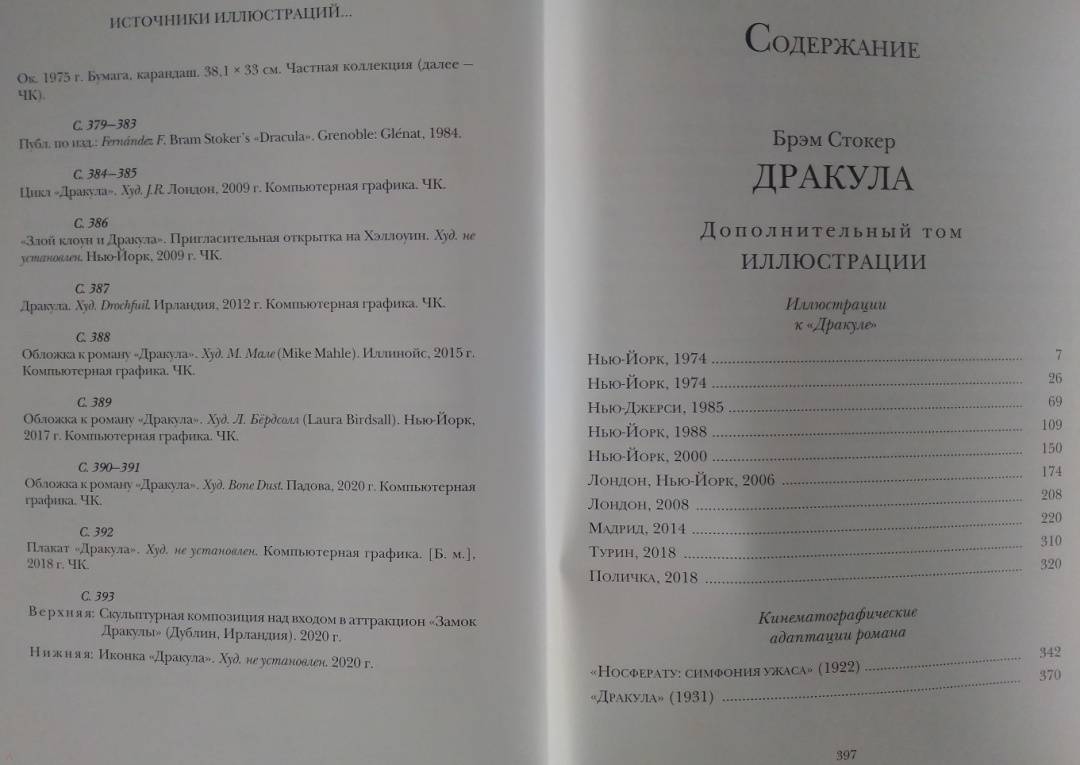 ИСТОЧНИКИ ИЛЛЮСТРАЦИЙ...
Ок. 1975 г. Бумага, карандаш. 38,1 × 33 см. Частная коллекция (далее —
ЧК).
С. 379–383
Публ. по изд.: Fernández F. Bram Stoker’s «Dracula». Grenoble: Glénat, 1984.
С. 384–385
Цикл «Дракула». Худ. J.R. Лондон, 2009 г. Компьютерная графика. ЧК.
С. 386
«Злой клоун и Дракула». Пригласительная открытка на Хэллоуин. Худ. не
установлен. Нью-Йорк, 2009 г. ЧК.
С. 387
Дракула. Худ. Drochfuil. Ирландия, 2012 г. Компьютерная графика. ЧК.
С. 388
Обложка к роману «Дракула». Худ. М. Мале (Mike Mahle). Иллинойс, 2015 г.
Компьютерная графика. ЧК.
С. 389
Обложка к роману «Дракула». Худ. Л. Бёрдсолл (Laura Birdsall). Нью-Йорк,
2017 г. Компьютерная графика. ЧК.
С. 390–391
Обложка к роману «Дракула». Худ. Bone Dust. Падова, 2020 г. Компьютерная
графика. ЧК.
С. 392
Плакат «Дракула». Худ. не установлен. Компьютерная графика. [Б. м.],
2018 г. ЧК.
С. 393
Верхняя: Скульптурная композиция над входом в аттракцион «Замок
Дракулы» (Дублин, Ирландия). 2020 г.
Нижняя: Иконка «Дракула». Худ. не установлен. 2020 г.
СОДЕРЖАНИЕ
Брэм Стокер
ДРАКУЛА
Дополнительный том
ИЛЛЮСТРАЦИИ
Иллюстрации
к «Дракуле»
НЬЮ-ЙОРК, 1974 ... 7
НЬЮ-ЙОРК, 1974 ... 26
НЬЮ-ДЖЕРСИ, 1985 ... 69
НЬЮ-ЙОРК, 1988 ... 109
НЬЮ-ЙОРК, 2000 ... 150
ЛОНДОН, НЬЮ-ЙОРК, 2006 ... 174
ЛОНДОН, 2008 ... 208
МАДРИД, 2014 ... 220
ТУРИН, 2018 ... 310
ПОЛИЧКА, 2018 ... 320
Кинематографические
адаптации романа
«НОСФЕРАТУ: СИМФОНИЯ УЖАСА» (1922) ... 342
«ДРАКУЛА» (1931) ... 370
397